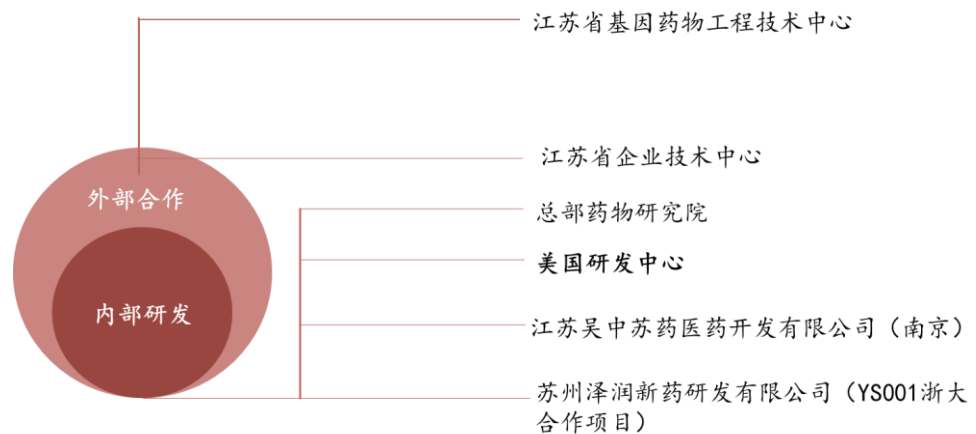 江苏省基因药物工程技术中心
江苏省企业技术中心
外部合作
总部药物研究院
美国研发中心
内部研发
江苏吴中苏药医药开发有限公司（南京）
苏州泽润新药研发有限公司（YS001浙大
合作项目）